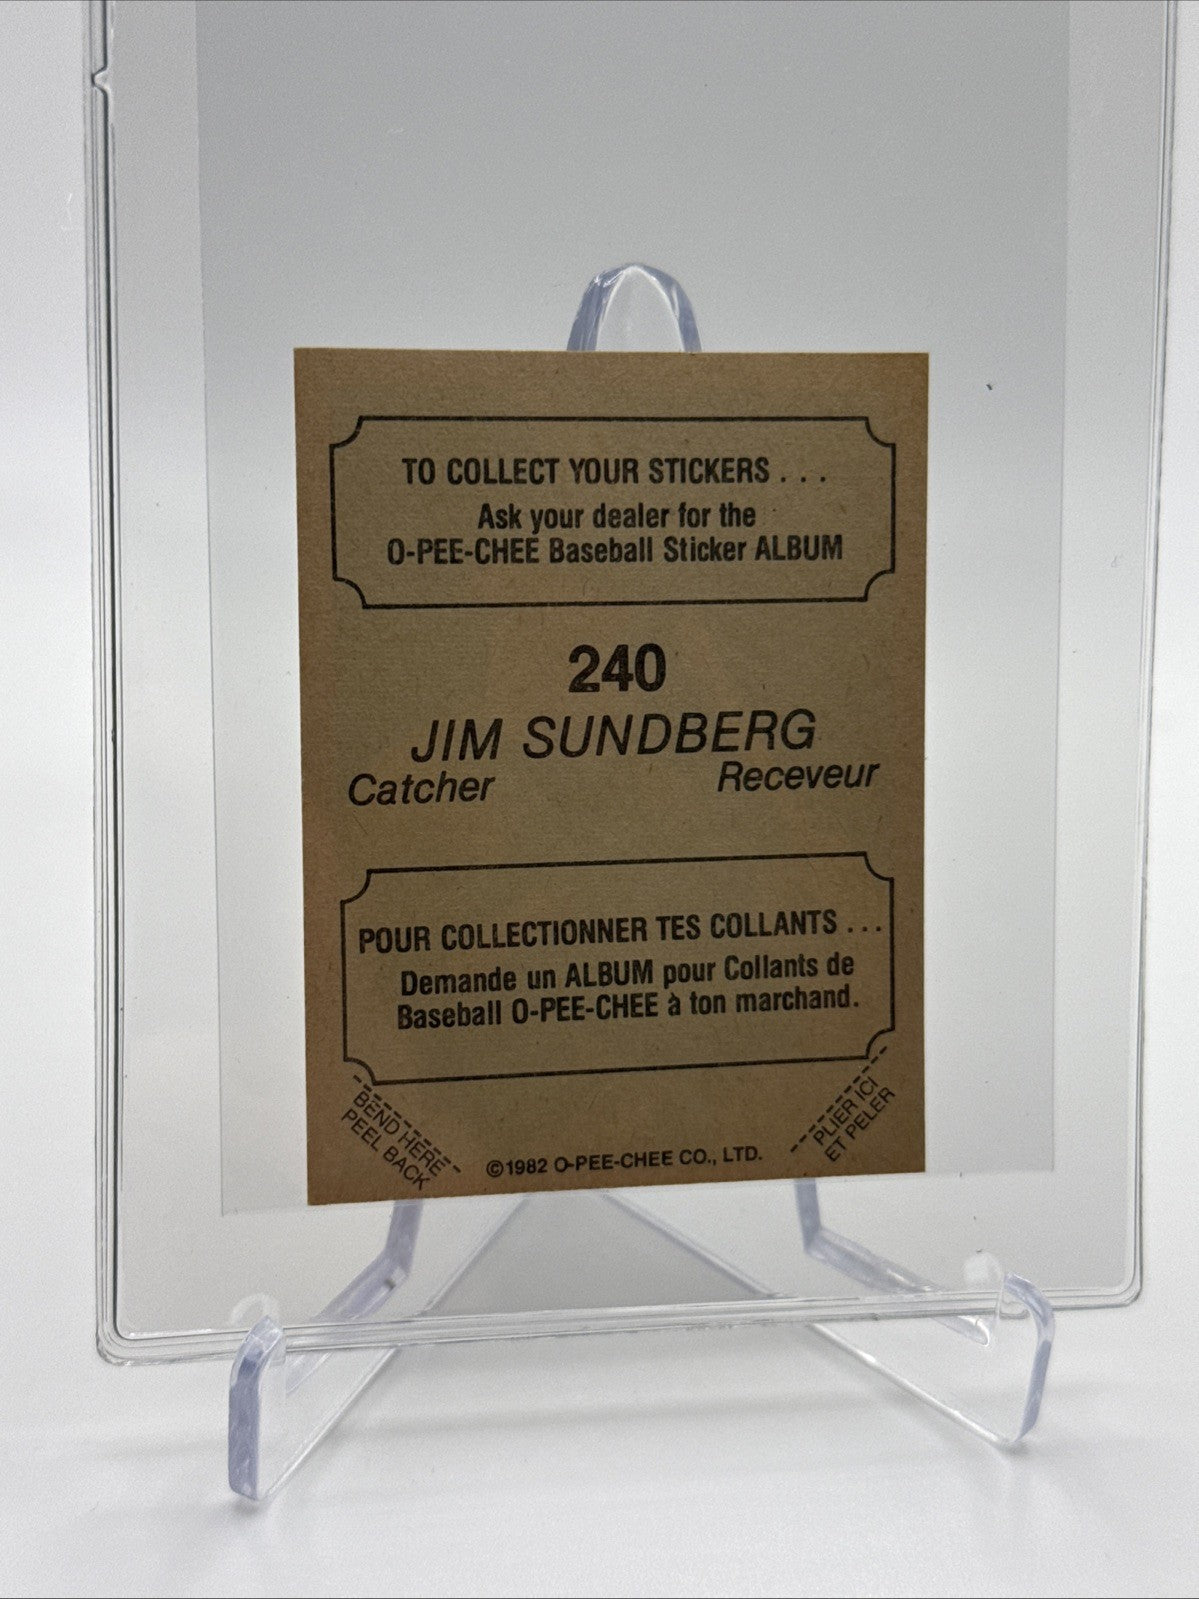 TO COLLECT YOUR STICKERS . . .
Ask your dealer for the
O-PEE-CHEE Baseball Sticker ALBUM
240
JIM SUNDBERG
Catcher Receveur
POUR COLLECTIONNER TES COLLANTS . . .
Demande un ALBUM pour Collants de
Baseball O-PEE-CHEE à ton marchand.
BEND HERE
PEEL BACK
©1982 O-PEE-CHEE CO., LTD.
PLIER ICI
ET PELER